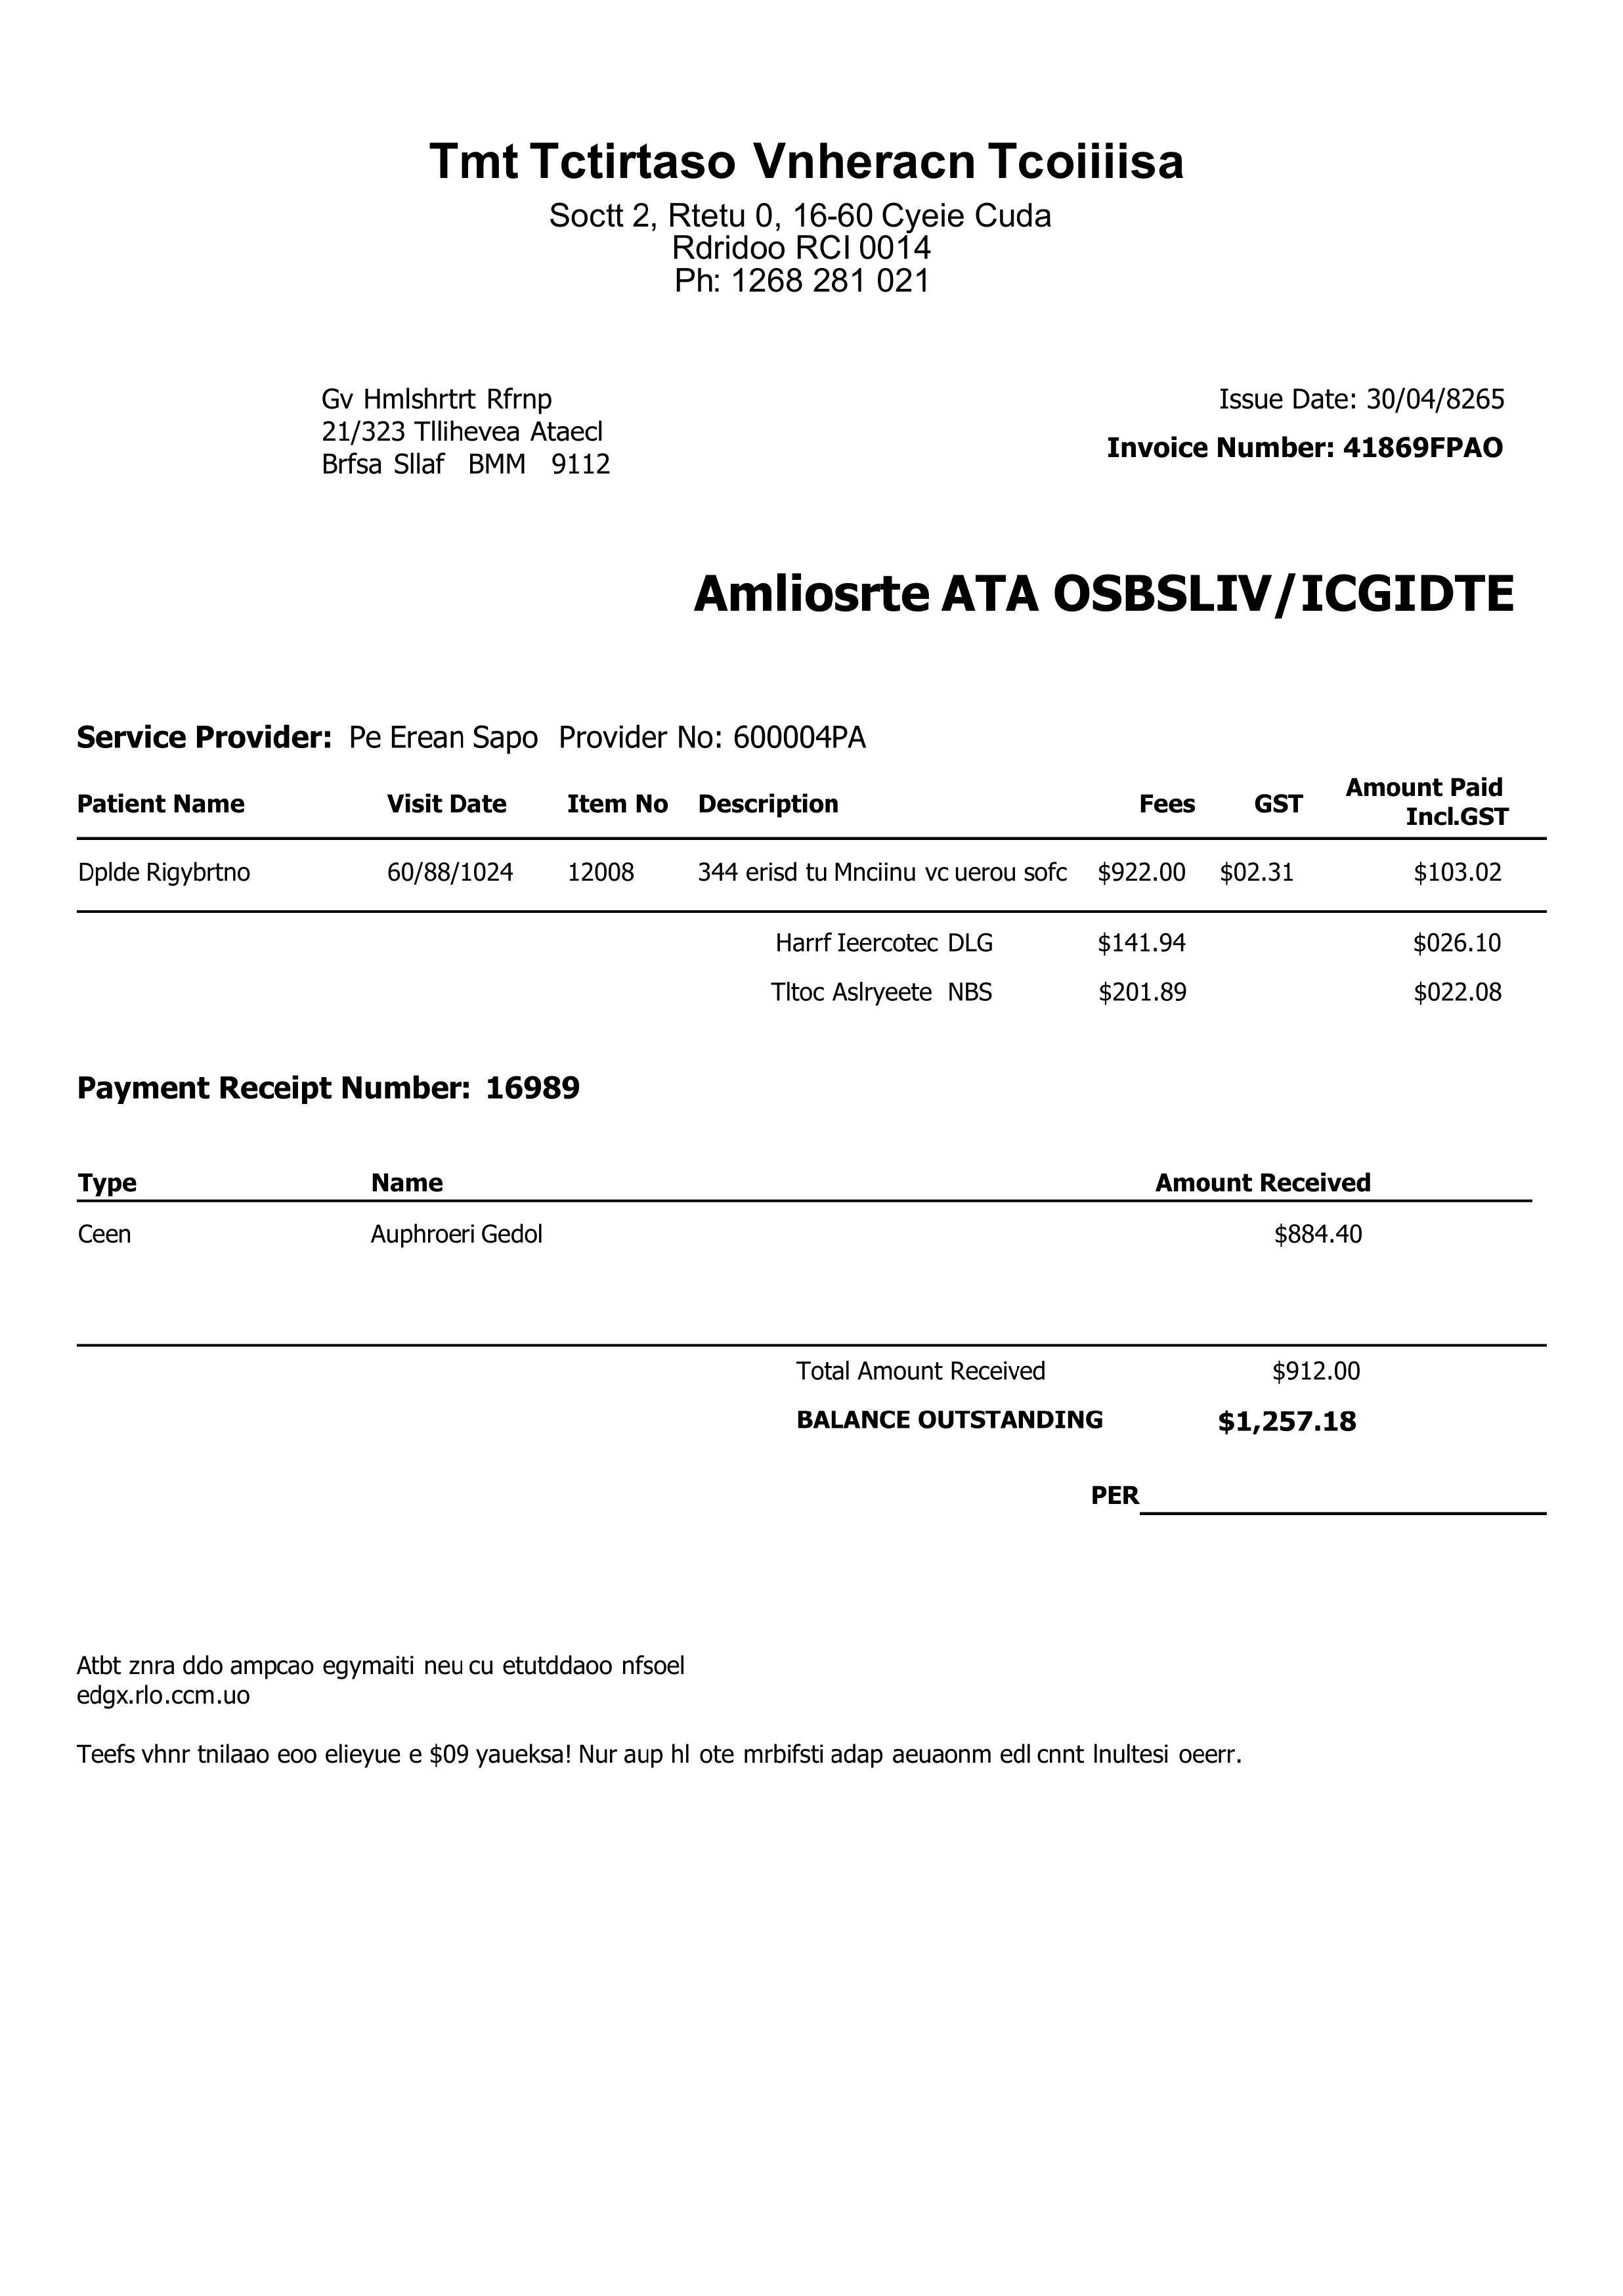 Tmt Tctirtaso Vnheracn Tcoiiiisa
Soctt 2, Rtetu 0, 16-60 Cyeie Cuda
Rdridoo RCI 0014
Ph: 1268 281 021
Gv Hmlshrtrt Rfrnp
21/323 Tllihevea Ataecl
Brfsa Sllaf BMM 9112
Issue Date: 30/04/8265
Invoice Number: 41869FPAO
Amliosrte ATA OSBSLIV/ICGIDTE
Service Provider: Pe Erean Sapo Provider No: 600004PA
Patient Name Visit Date Item No Description Fees GST Amount Paid Incl.GST
Dplde Rigybrtno 60/88/1024 12008 344 erisd tu Mnciinu vc uerou sofc $922.00 $02.31 $103.02
Harrf Ieercotec DLG $141.94 $026.10
Tltoc Aslryeete NBS $201.89 $022.08
Payment Receipt Number: 16989
Type Name Amount Received
Ceen Auphroeri Gedol $884.40
Total Amount Received $912.00
BALANCE OUTSTANDING $1,257.18
PER
Atbt znra ddo ampcao egymaiti neu cu etutddaoo nfsoel
edgx.rlo.ccm.uo
Teefs vhnr tnilaao eoo elieyue e $09 yaueksa! Nur aup hl ote mrbifsti adap aeuaonm edl cnnt lnultesi oeerr.